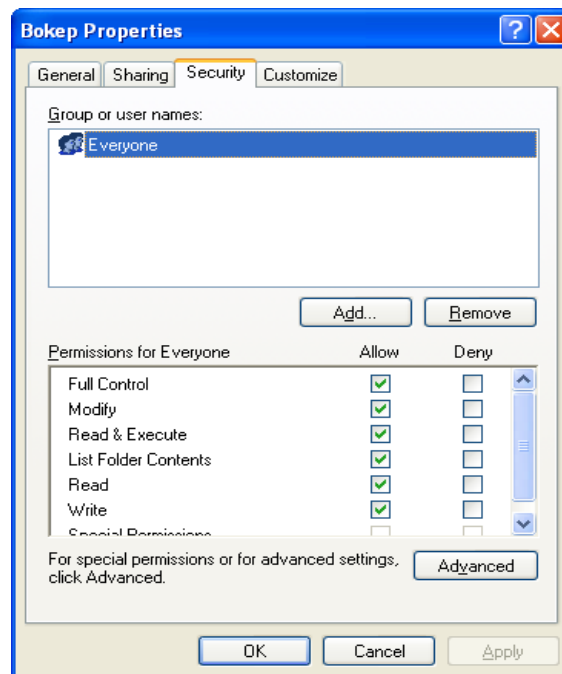 Bokep Properties
General Sharing Security Customize
Group or user names:
Everyone
Add... Remove
Permissions for Everyone Allow Deny
Full Control
Modify
Read & Execute
List Folder Contents
Read
Write
Special Permissions
For special permissions or for advanced settings,
click Advanced.
Advanced
OK Cancel Apply